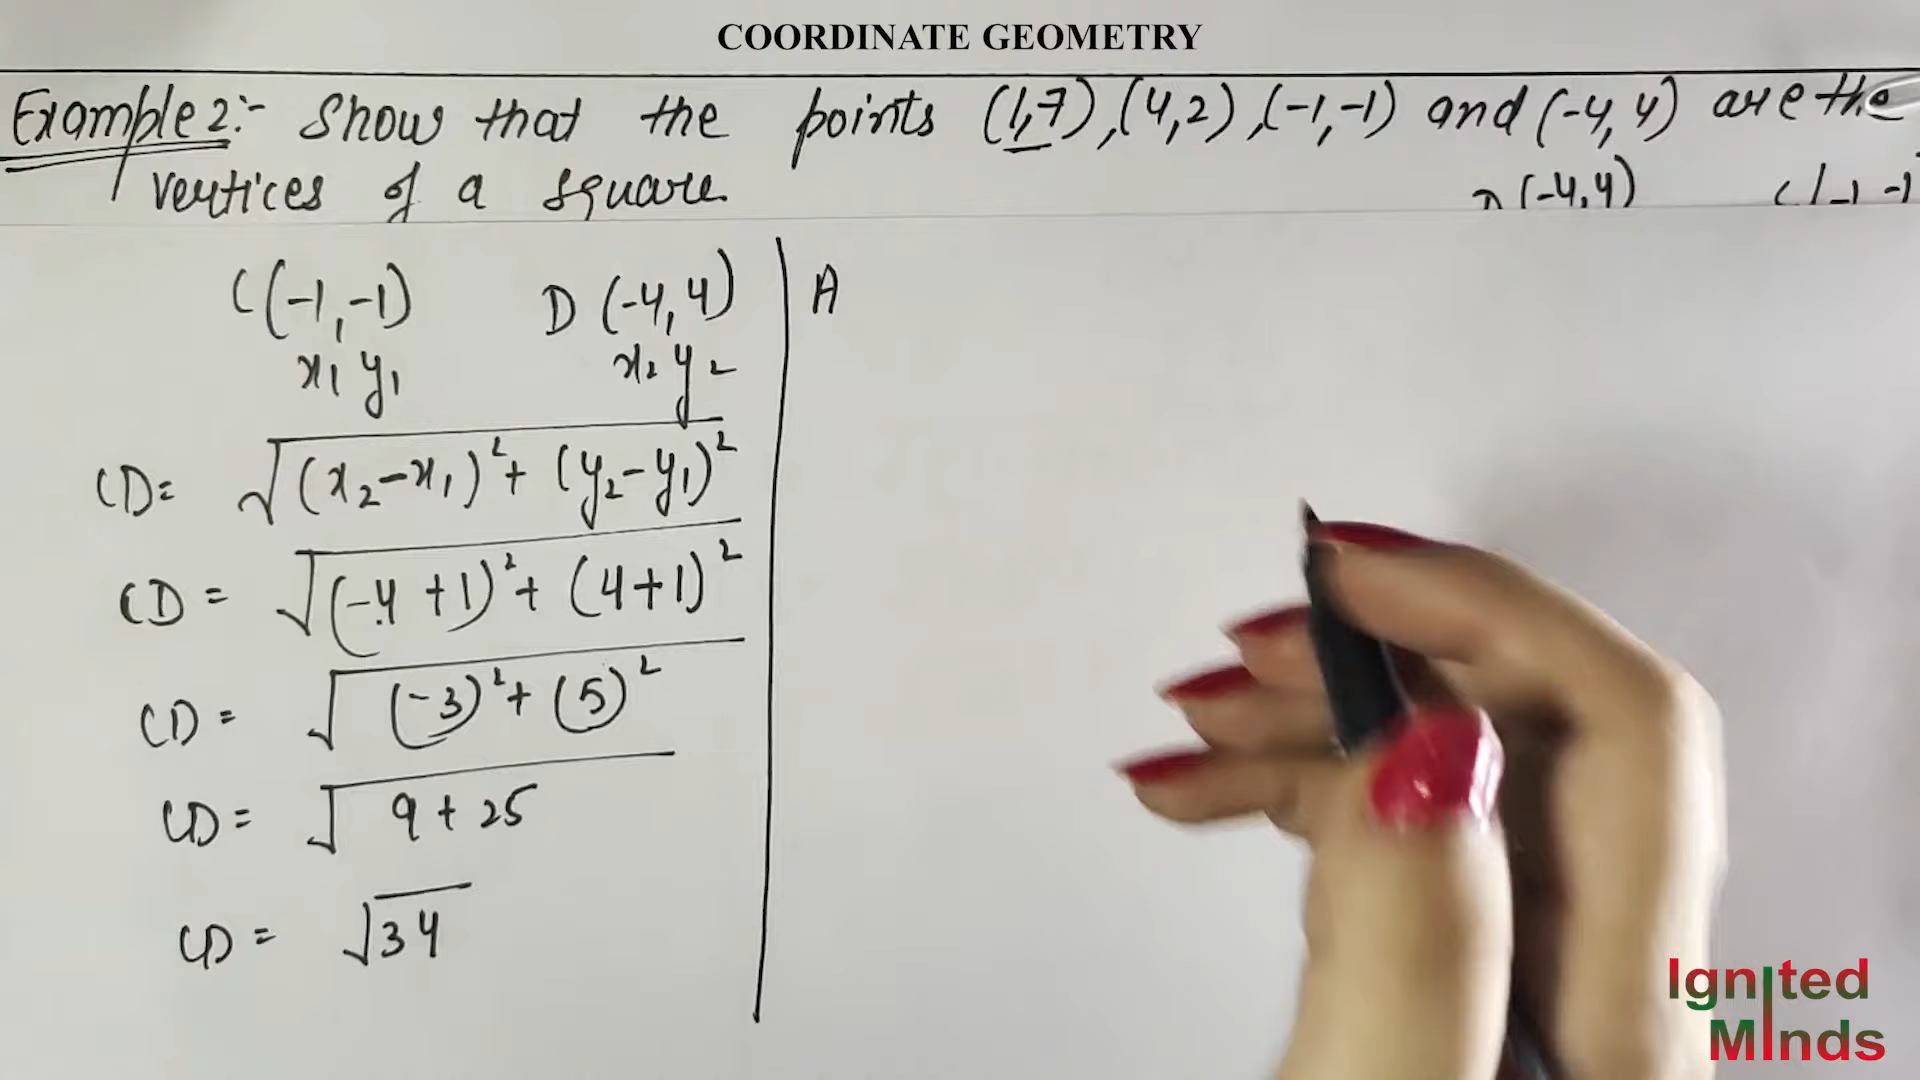 COORDINATE GEOMETRY
Example 2:- Show that the points (1,7), (4,2), (-1,-1) and (-4,4) are the
vertices of a square
(-4,4)
C(-1,-1) D(-4,4)
x₁ y₁ x₂ y₂
CD= √(x₂-x₁)²+(y₂-y₁)²
CD = √(-4+1)²+(4+1)²
CD = √(-3)²+(5)²
CD = √9+25
CD = √34
A
Ignited
Minds